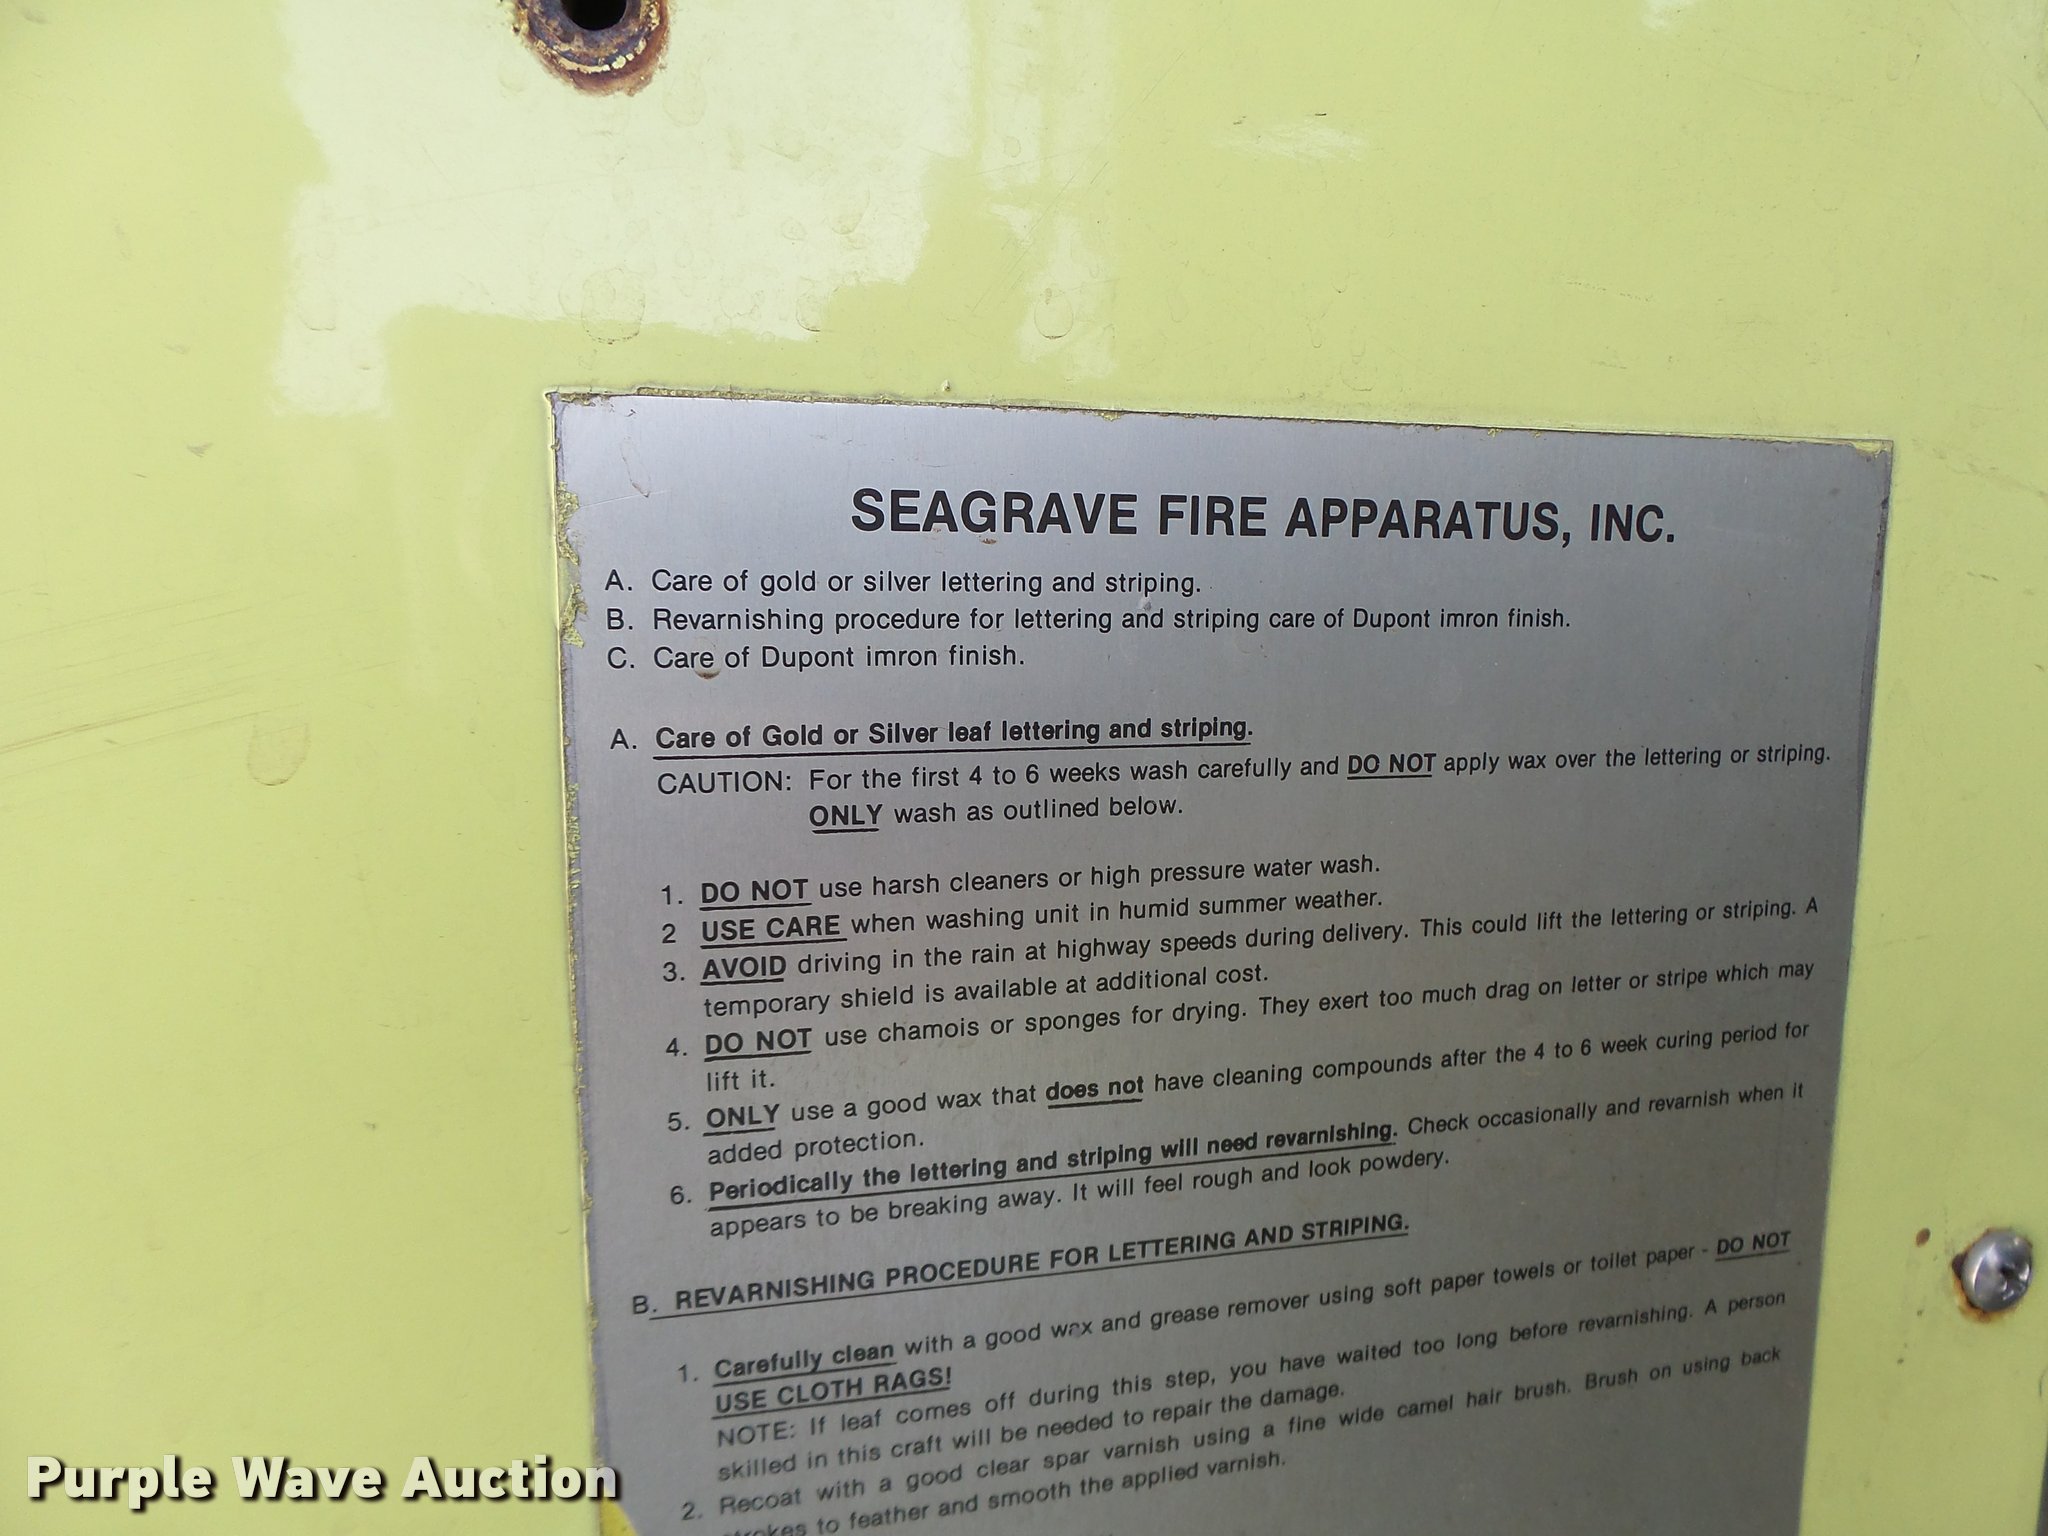 SEAGRAVE FIRE APPARATUS, INC.
A. Care of gold or silver lettering and striping.
B. Revarnishing procedure for lettering and striping care of Dupont imron finish.
C. Care of Dupont imron finish.
A. Care of Gold or Silver leaf lettering and striping.
CAUTION: For the first 4 to 6 weeks wash carefully and DO NOT apply wax over the lettering or striping.
ONLY wash as outlined below.
1. DO NOT use harsh cleaners or high pressure water wash.
2 USE CARE when washing unit in humid summer weather.
3. AVOID driving in the rain at highway speeds during delivery. This could lift the lettering or striping. A
temporary shield is available at additional cost.
4. DO NOT use chamois or sponges for drying. They exert too much drag on letter or stripe which may
lift it.
5. ONLY use a good wax that does not have cleaning compounds after the 4 to 6 week curing period for
added protection.
6. Periodically the lettering and striping will need revarnishing. Check occasionally and revarnish when it
appears to be breaking away. It will feel rough and look powdery.
B. REVARNISHING PROCEDURE FOR LETTERING AND STRIPING.
1. Carefully clean with a good wax and grease remover using soft paper towels or toilet paper - DO NOT
USE CLOTH RAGS!
NOTE: If leaf comes off during this step, you have waited too long before revarnishing. A person
skilled in this craft will be needed to repair the damage.
2. Recoat with a good clear spar varnish using a fine wide camel hair brush. Brush on using back
strokes to feather and smooth the applied varnish.
Purple Wave Auction